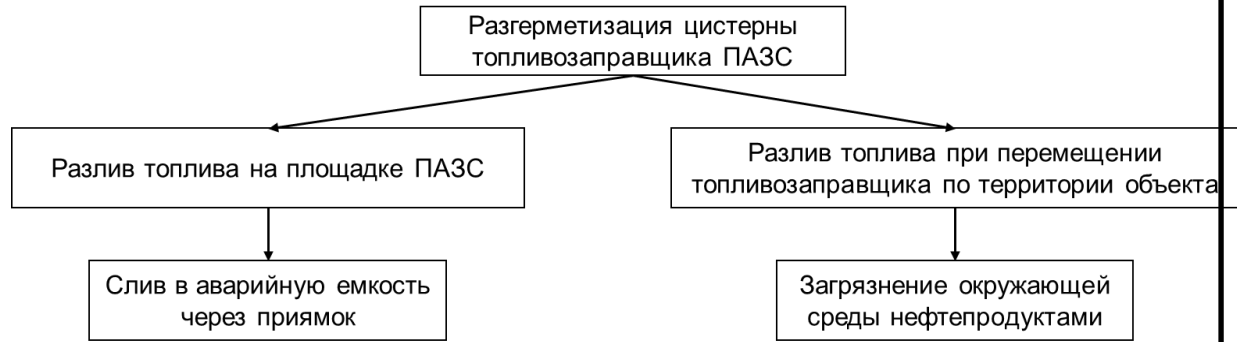 Разгерметизация цистерны
топливозаправщика ПАЗС
Разлив топлива на площадке ПАЗС
Разлив топлива при перемещении
топливозаправщика по территории объекта
Слив в аварийную емкость
через приямок
Загрязнение окружающей
среды нефтепродуктами